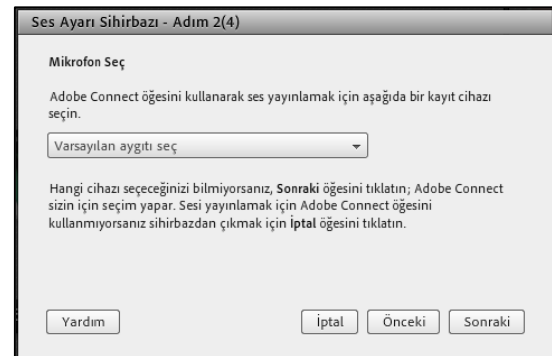 Ses Ayarı Sihirbazı - Adım 2(4)
Mikrofon Seç
Adobe Connect öğesini kullanarak ses yayınlamak için aşağıda bir kayıt cihazı
seçin.
Varsayılan aygıtı seç
Hangi cihazı seçeceğinizi bilmiyorsanız, Sonraki öğesini tıklatın; Adobe Connect
sizin için seçim yapar. Sesi yayınlamak için Adobe Connect öğesini
kullanmıyorsanız sihirbazdan çıkmak için İptal öğesini tıklatın.
Yardım İptal Önceki Sonraki